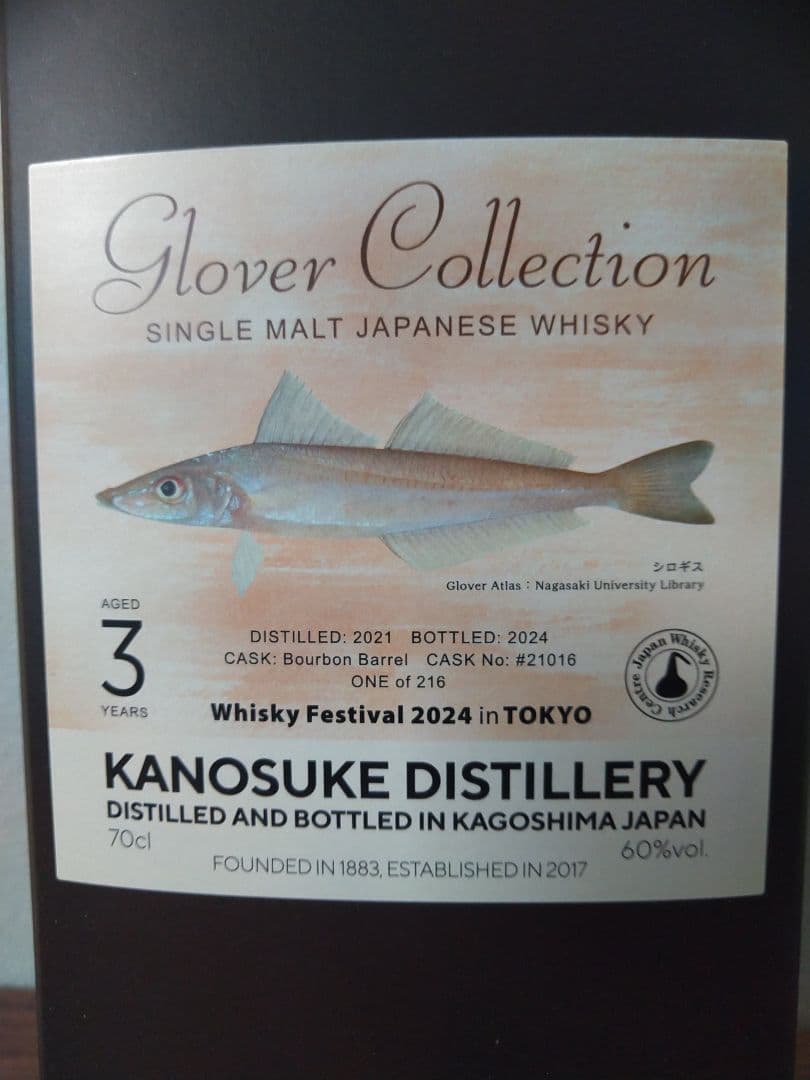 Glover Collection
SINGLE MALT JAPANESE WHISKY
シロギス
Glover Atlas : Nagasaki University Library
AGED
3
YEARS
DISTILLED: 2021 BOTTLED: 2024
CASK: Bourbon Barrel CASK No: #21016
ONE of 216
Whisky Festival 2024 in TOKYO
Japan Whisky Research Centre
KANOSUKE DISTILLERY
DISTILLED AND BOTTLED IN KAGOSHIMA JAPAN
70cl
60%vol.
FOUNDED IN 1883, ESTABLISHED IN 2017